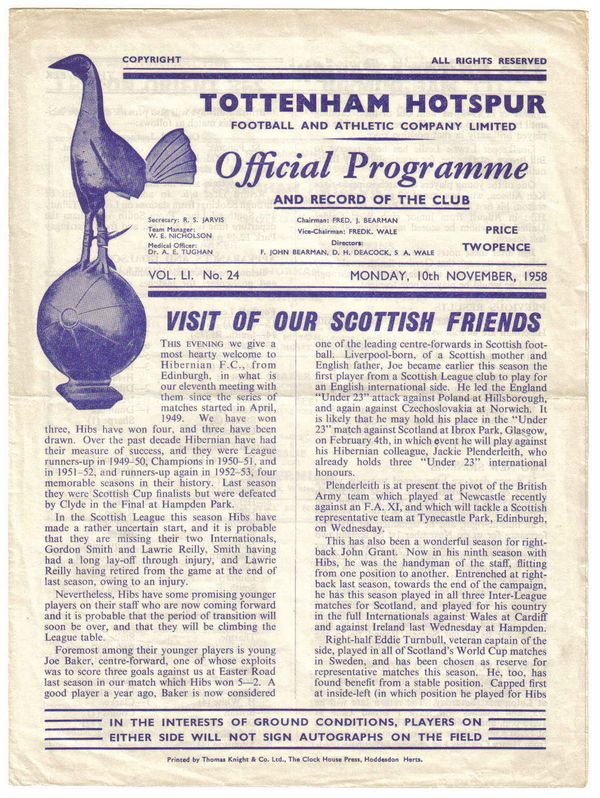 COPYRIGHT
ALL RIGHTS RESERVED
TOTTENHAM HOTSPUR
FOOTBALL AND ATHLETIC COMPANY LIMITED
Official Programme
AND RECORD OF THE CLUB
Secretary: R. S. JARVIS
Team Manager:
W. E. NICHOLSON
Medical Officer:
Dr. A. E. TUGHAN
Chairman: FRED. J. BEARMAN
Vice-Chairman: FREDK. WALE
Directors:
F. JOHN BEARMAN, D. H. DEACOCK, S. A. WALE
PRICE
TWOPENCE
VOL. LI. No. 24
MONDAY, 10th NOVEMBER, 1958
VISIT OF OUR SCOTTISH FRIENDS
THIS EVENING we give a
most hearty welcome to
Hibernian F.C., from
Edinburgh, in what is
our eleventh meeting with
them since the series of
matches started in April,
1949. We have won
three, Hibs have won four, and three have been
drawn. Over the past decade Hibernian have had
their measure of success, and they were League
runners-up in 1949-50, Champions in 1950-51, and
in 1951-52, and runners-up again in 1952-53, four
memorable seasons in their history. Last season
they were Scottish Cup finalists but were defeated
by Clyde in the Final at Hampden Park.
In the Scottish League this season Hibs have
made a rather uncertain start, and it is probable
that they are missing their two Internationals,
Gordon Smith and Lawrie Reilly, Smith having
had a long lay-off through injury, and Lawrie
Reilly having retired from the game at the end of
last season, owing to an injury.
Nevertheless, Hibs have some promising younger
players on their staff who are now coming forward
and it is probable that the period of transition will
soon be over, and that they will be climbing the
League table.
Foremost among their younger players is young
Joe Baker, centre-forward, one of whose exploits
was to score three goals against us at Easter Road
last season in our match which Hibs won 5—2. A
good player a year ago, Baker is now considered
one of the leading centre-forwards in Scottish foot-
ball. Liverpool-born, of a Scottish mother and
English father, Joe became earlier this season the
first player from a Scottish League club to play for
an English international side. He led the England
"Under 23" attack against Poland at Hillsborough,
and again against Czechoslovakia at Norwich. It
is likely that he may hold his place in the "Under
23" match against Scotland at Ibrox Park, Glasgow,
on February 4th, in which event he will play against
his Hibernian colleague, Jackie Plenderleith, who
already holds three "Under 23" international
honours.
Plenderleith is at present the pivot of the British
Army team which played at Newcastle recently
against an F.A. XI, and which will tackle a Scottish
representative team at Tynecastle Park, Edinburgh,
on Wednesday.
This has also been a wonderful season for right-
back John Grant. Now in his ninth season with
Hibs, he was the handyman of the staff, flitting
from one position to another. Entrenched at right-
back last season, towards the end of the campaign,
he has this season played in all three Inter-League
matches for Scotland, and played for his country
in the full Internationals against Wales at Cardiff
and against Ireland last Wednesday at Hampden.
Right-half Eddie Turnbull, veteran captain of the
side, played in all of Scotland's World Cup matches
in Sweden, and has been chosen as reserve for
representative matches this season. He, too, has
found benefit from a stable position. Capped first
at inside-left (in which position he played for Hibs
IN THE INTERESTS OF GROUND CONDITIONS, PLAYERS ON
EITHER SIDE WILL NOT SIGN AUTOGRAPHS ON THE FIELD
Printed by Thomas Knight & Co. Ltd., The Clock House Press, Hoddesdon Herts.